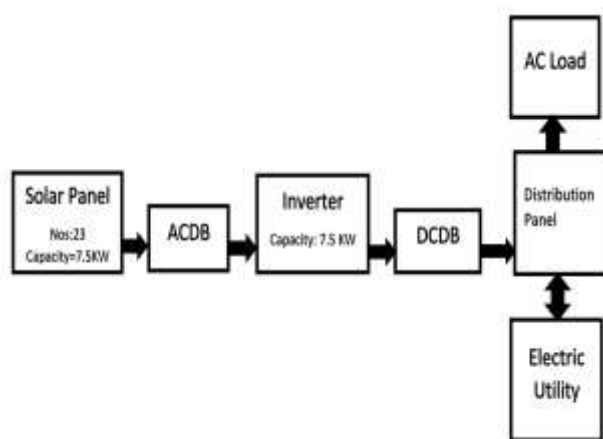 AC Load
Solar Panel
Nos:23
Capacity=7.5KW
ACDB
Inverter
Capacity: 7.5 KW
DCDB
Distribution
Panel
Electric
Utility